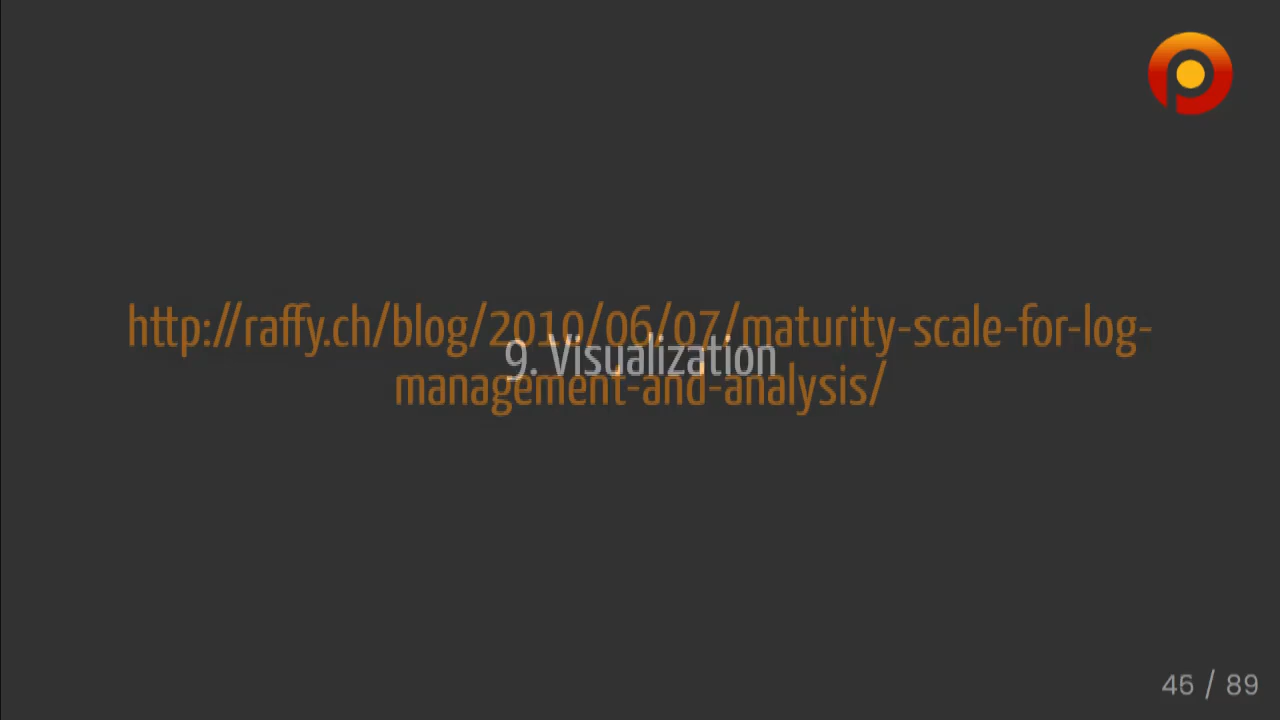 http://raffy.ch/blog/2010/06/07/maturity-scale-for-log-
9. Visualization
management-and-analysis/
46 / 89